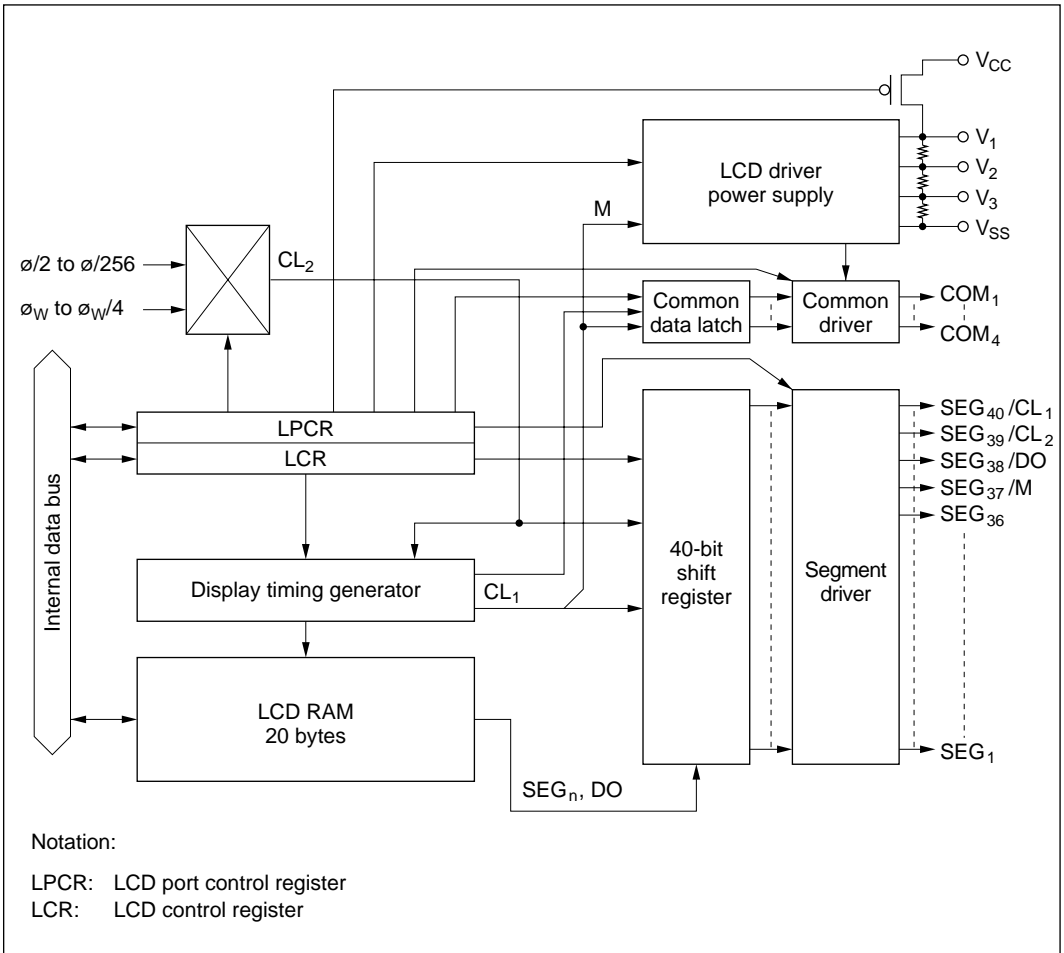 V_CC
V_1
LCD driver
power supply
V_2
V_3
M
V_SS
ø/2 to ø/256
CL_2
ø_W to ø_W/4
Common
data latch
Common
driver
COM_1
COM_4
Internal data bus
LPCR
LCR
SEG_40/CL_1
SEG_39/CL_2
SEG_38/DO
SEG_37/M
SEG_36
Display timing generator
CL_1
40-bit
shift
register
Segment
driver
LCD RAM
20 bytes
SEG_n, DO
SEG_1
Notation:
LPCR: LCD port control register
LCR: LCD control register